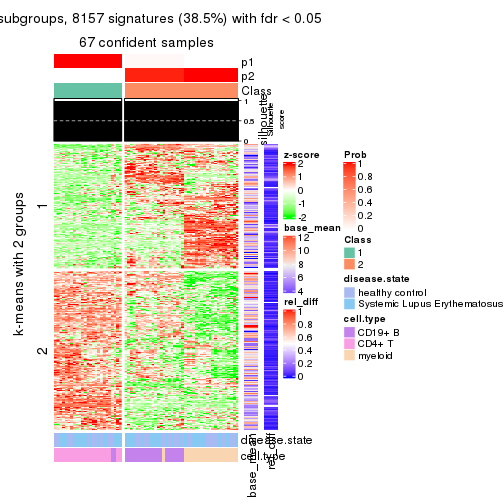 subgroups, 8157 signatures (38.5%) with fdr < 0.05
67 confident samples
p1
p2
Class
1
0.5
0
silhouette
Silhouette
score
k-means with 2 groups
1
2
z-score
2
1
0
-1
-2
base_mean
12
10
8
6
4
rel_diff
1
0.8
0.6
0.4
0.2
0
Prob
1
0.8
0.6
0.4
0.2
0
Class
1
2
disease.state
healthy control
Systemic Lupus Erythematosus
cell.type
CD19+ B
CD4+ T
myeloid
disease.state
cell.type
base_mean
rel_diff